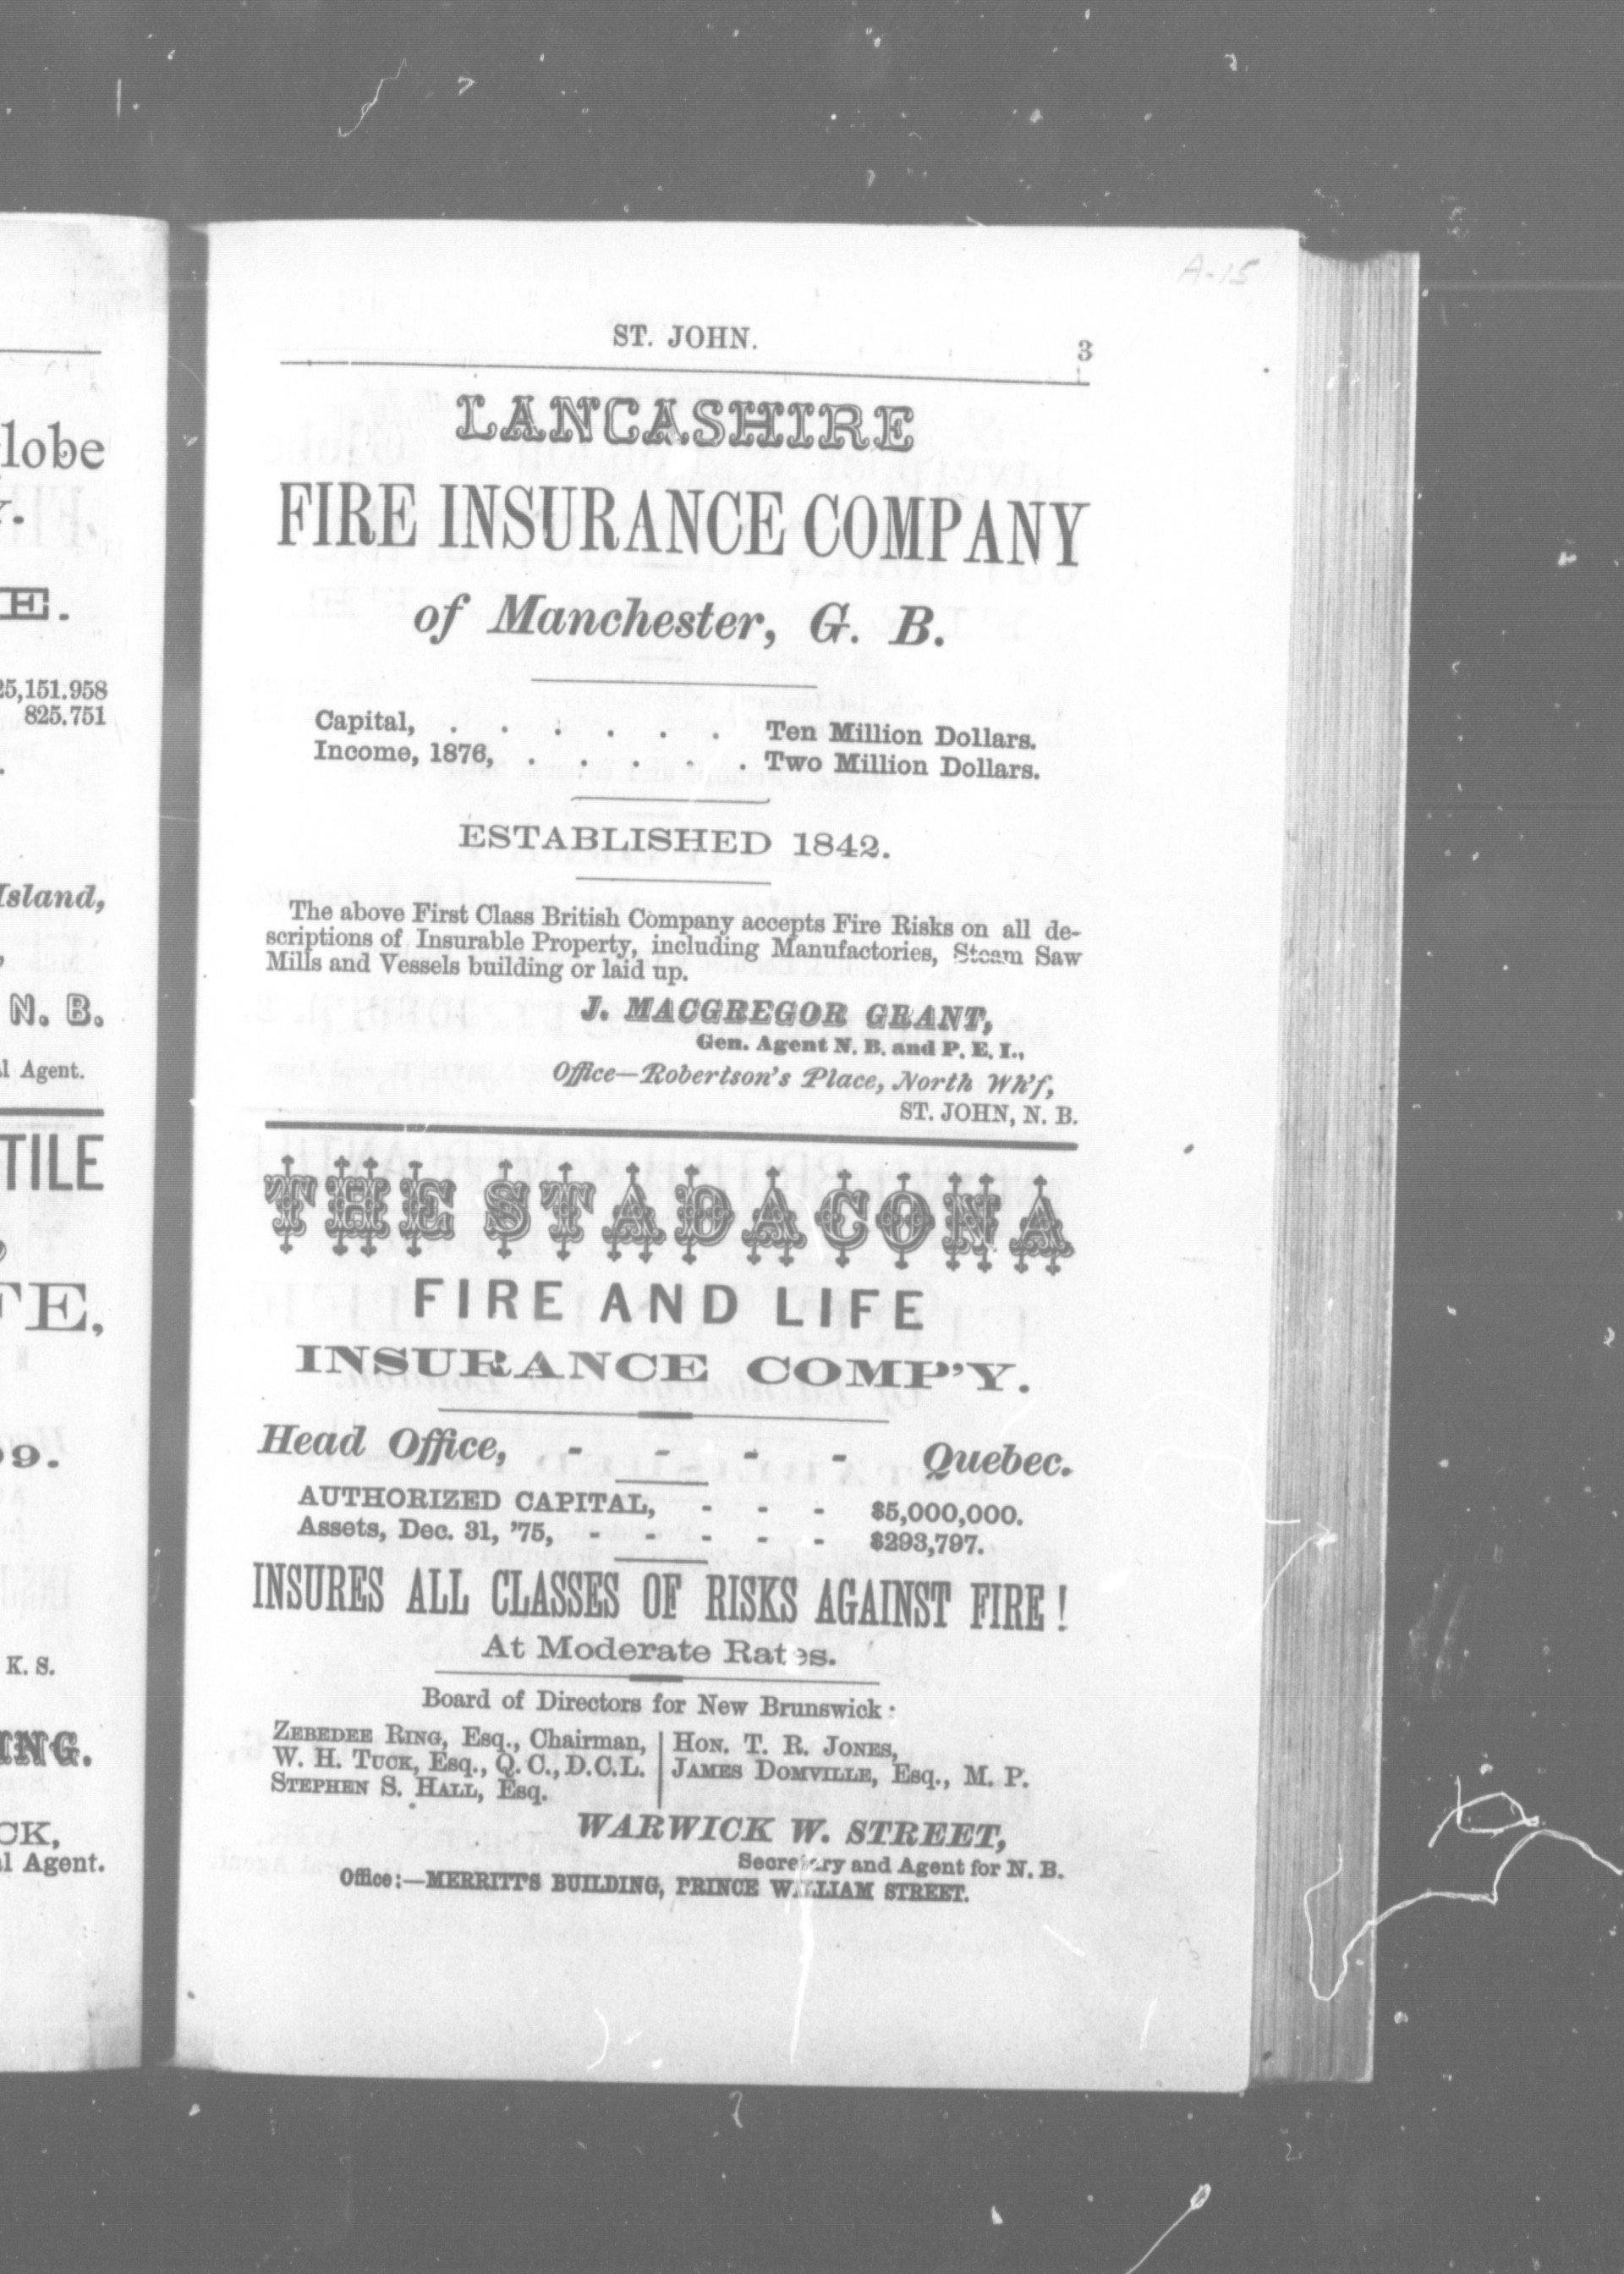 A-15
ST. JOHN.
3
LANCASHIRE
FIRE INSURANCE COMPANY
of Manchester, G. B.
Capital, . . . . . . Ten Million Dollars.
Income, 1876, . . . . . Two Million Dollars.
ESTABLISHED 1842.
The above First Class British Company accepts Fire Risks on all de-
scriptions of Insurable Property, including Manufactories, Steam Saw
Mills and Vessels building or laid up.
J. MACGREGOR GRANT,
Gen. Agent N. B. and P. E. I.,
Office—Robertson's Place, North Wh'f,
ST. JOHN, N. B.
THE STADACONA
FIRE AND LIFE
INSURANCE COMP'Y.
Head Office, - - - - Quebec.
AUTHORIZED CAPITAL, - - - $5,000,000.
Assets, Dec. 31, '75, - - - - - $293,797.
INSURES ALL CLASSES OF RISKS AGAINST FIRE!
At Moderate Rates.
Board of Directors for New Brunswick:
ZEBEDEE RING, Esq., Chairman,
W. H. TUCK, Esq., Q. C., D.C.L.
STEPHEN S. HALL, Esq.
HON. T. R. JONES,
JAMES DOMVILLE, Esq., M. P.
WARWICK W. STREET,
Secretary and Agent for N. B.
Office:—MERRITT'S BUILDING, PRINCE WILLIAM STREET.
lobe
Y.
E.
25,151.958
825.751
Island,
N. B.
l Agent.
TILE
FE,
09.
K. S.
ING.
CK,
al Agent.